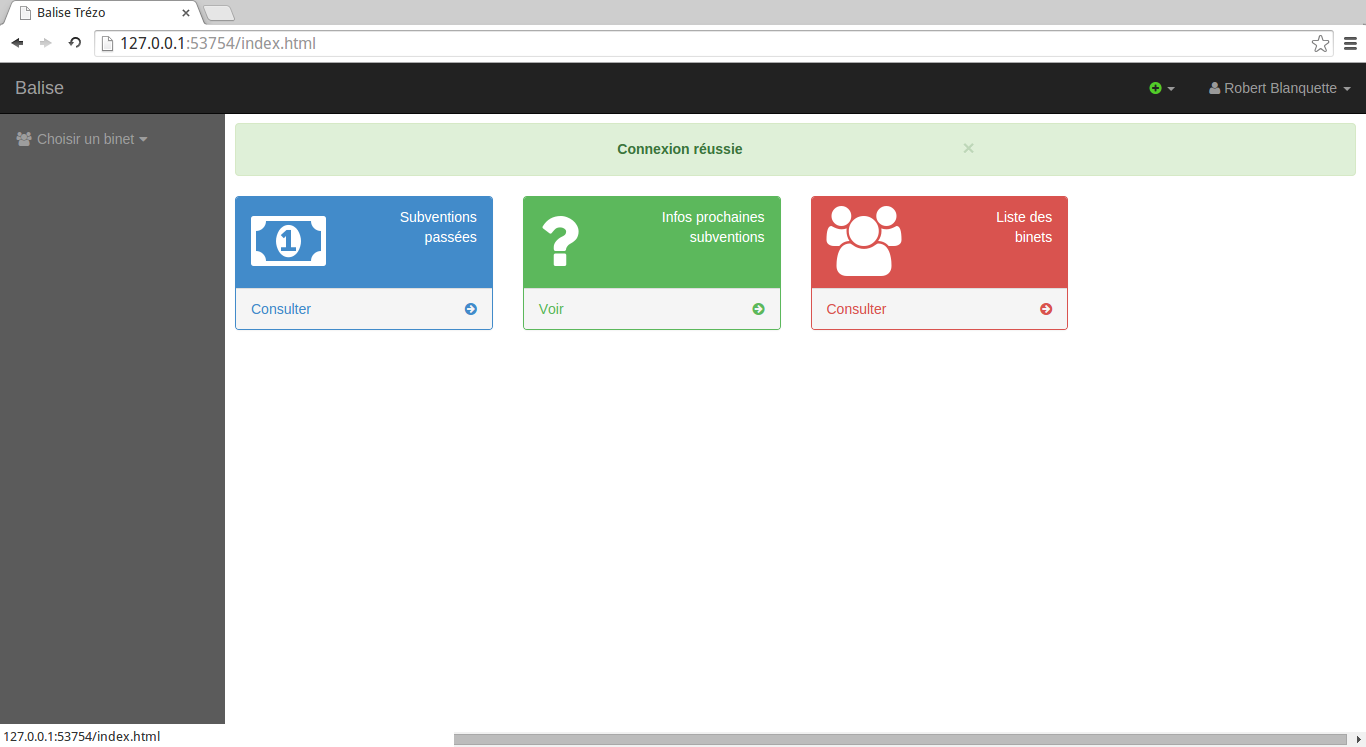 Balise Trézo
127.0.0.1:53754/index.html
Balise
Robert Blanquette
Choisir un binet
Connexion réussie
×
Subventions
passées
1
Consulter
Infos prochaines
subventions
?
Voir
Liste des
binets
Consulter
127.0.0.1:53754/index.html